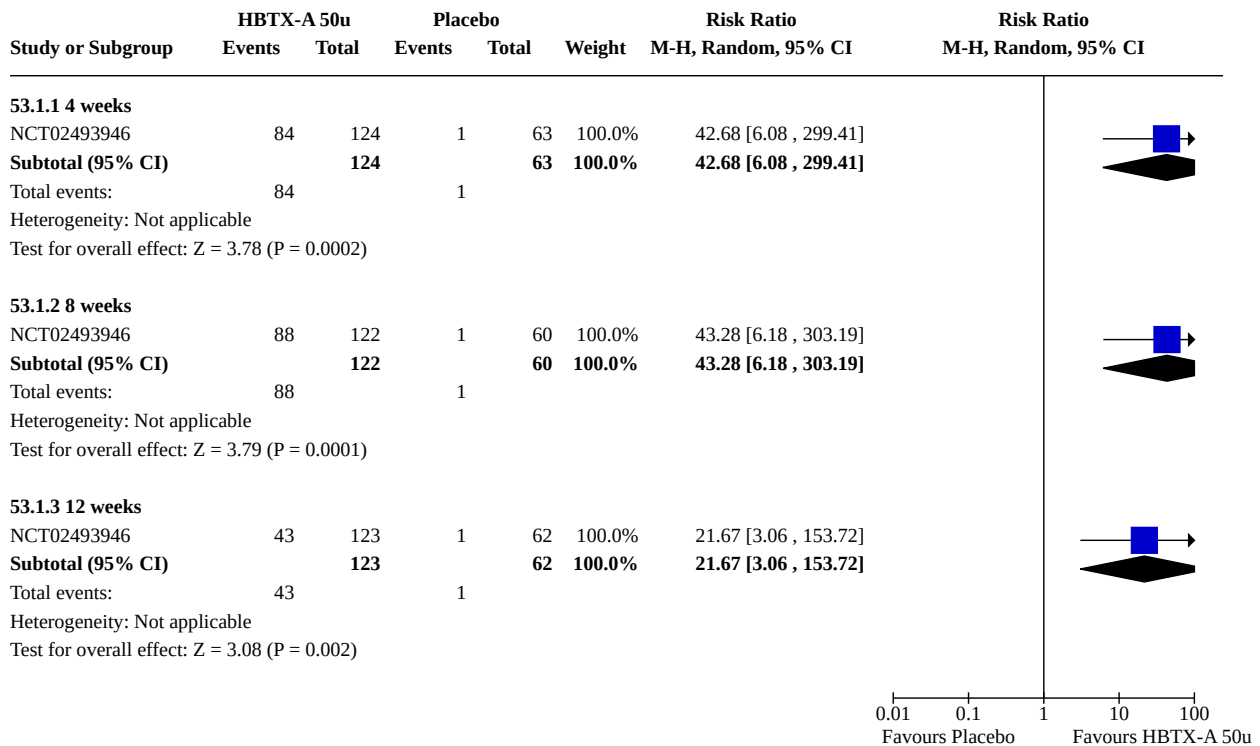 HBTX-A 50u Placebo Risk Ratio Risk Ratio
Study or Subgroup Events Total Events Total Weight M-H, Random, 95% CI M-H, Random, 95% CI
53.1.1 4 weeks
NCT02493946 84 124 1 63 100.0% 42.68 [6.08 , 299.41]
Subtotal (95% CI) 124 63 100.0% 42.68 [6.08 , 299.41]
Total events: 84 1
Heterogeneity: Not applicable
Test for overall effect: Z = 3.78 (P = 0.0002)
53.1.2 8 weeks
NCT02493946 88 122 1 60 100.0% 43.28 [6.18 , 303.19]
Subtotal (95% CI) 122 60 100.0% 43.28 [6.18 , 303.19]
Total events: 88 1
Heterogeneity: Not applicable
Test for overall effect: Z = 3.79 (P = 0.0001)
53.1.3 12 weeks
NCT02493946 43 123 1 62 100.0% 21.67 [3.06 , 153.72]
Subtotal (95% CI) 123 62 100.0% 21.67 [3.06 , 153.72]
Total events: 43 1
Heterogeneity: Not applicable
Test for overall effect: Z = 3.08 (P = 0.002)
0.01 0.1 1 10 100
Favours Placebo Favours HBTX-A 50u